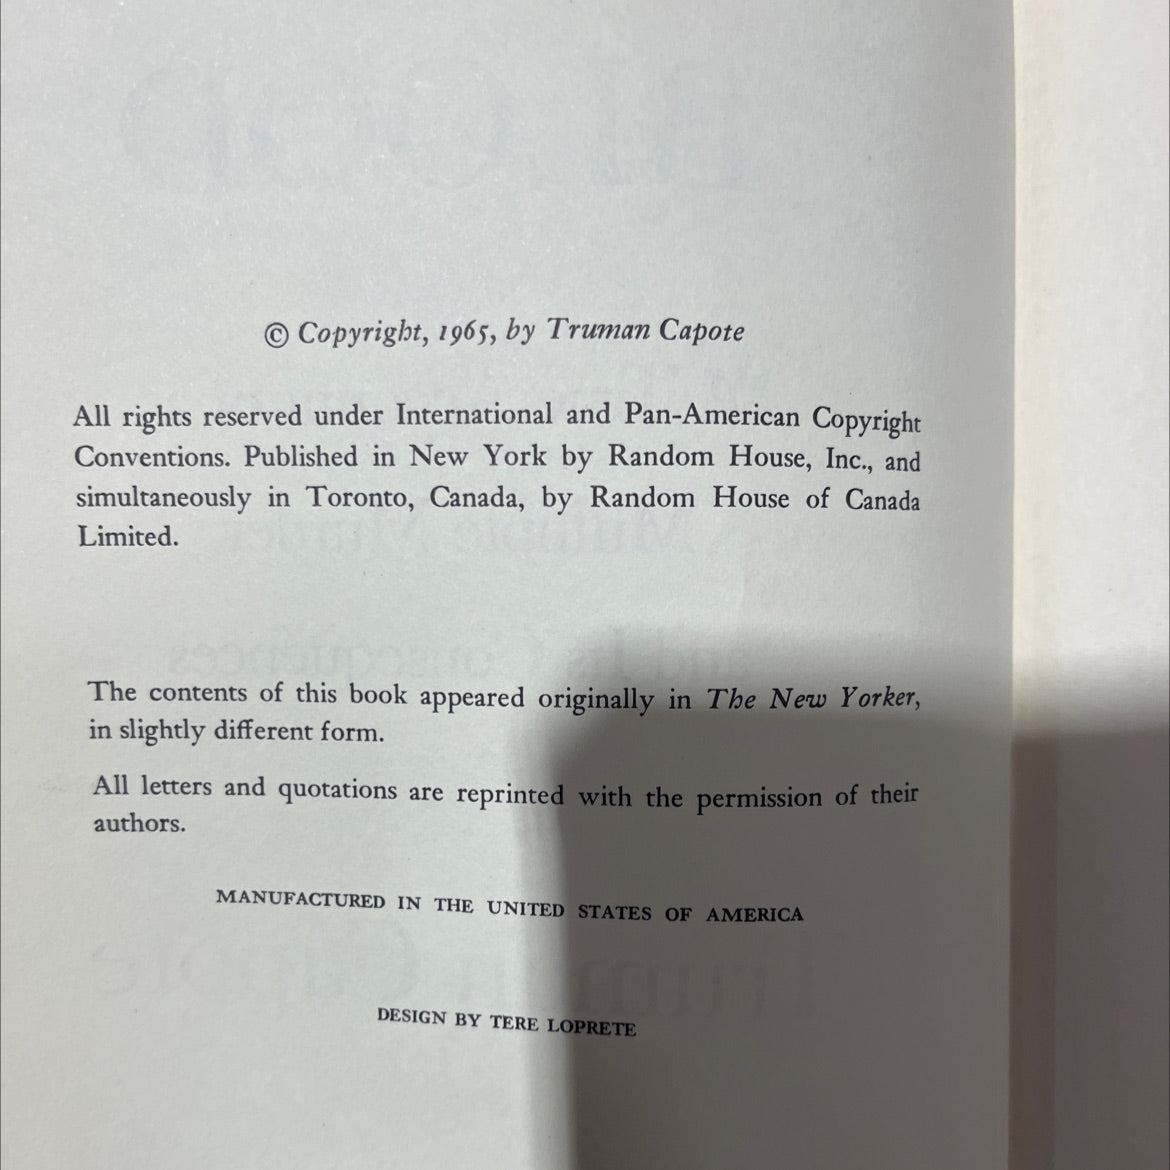 © Copyright, 1965, by Truman Capote
All rights reserved under International and Pan-American Copyright
Conventions. Published in New York by Random House, Inc., and
simultaneously in Toronto, Canada, by Random House of Canada
Limited.
The contents of this book appeared originally in The New Yorker,
in slightly different form.
All letters and quotations are reprinted with the permission of their
authors.
MANUFACTURED IN THE UNITED STATES OF AMERICA
DESIGN BY TERE LOPRETE